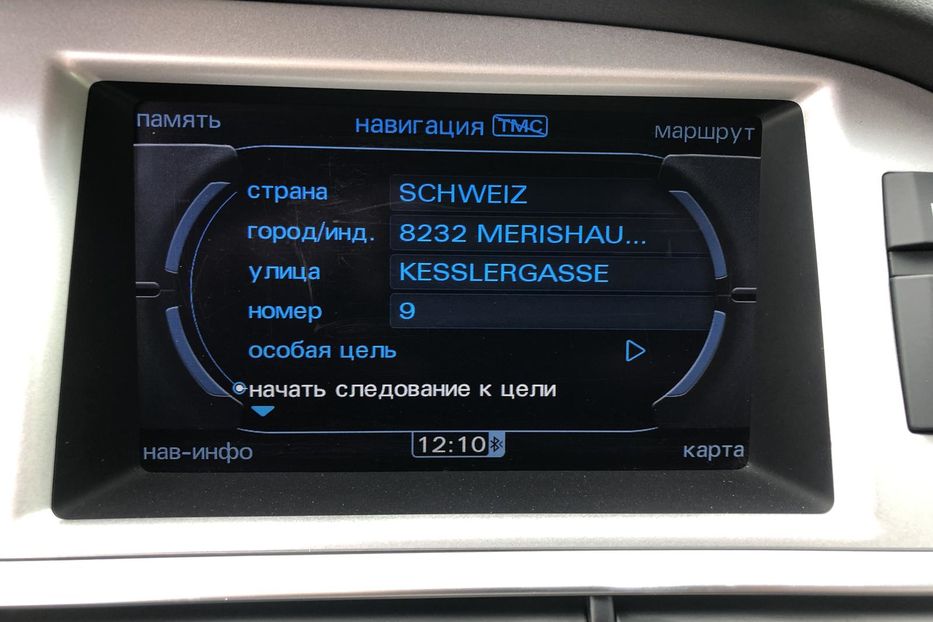 память
навигация TMC
маршрут
страна SCHWEIZ
город/инд. 8232 MERISHAU...
улица KESSLERGASSE
номер 9
особая цель
начать следование к цели
нав-инфо
12:10
карта